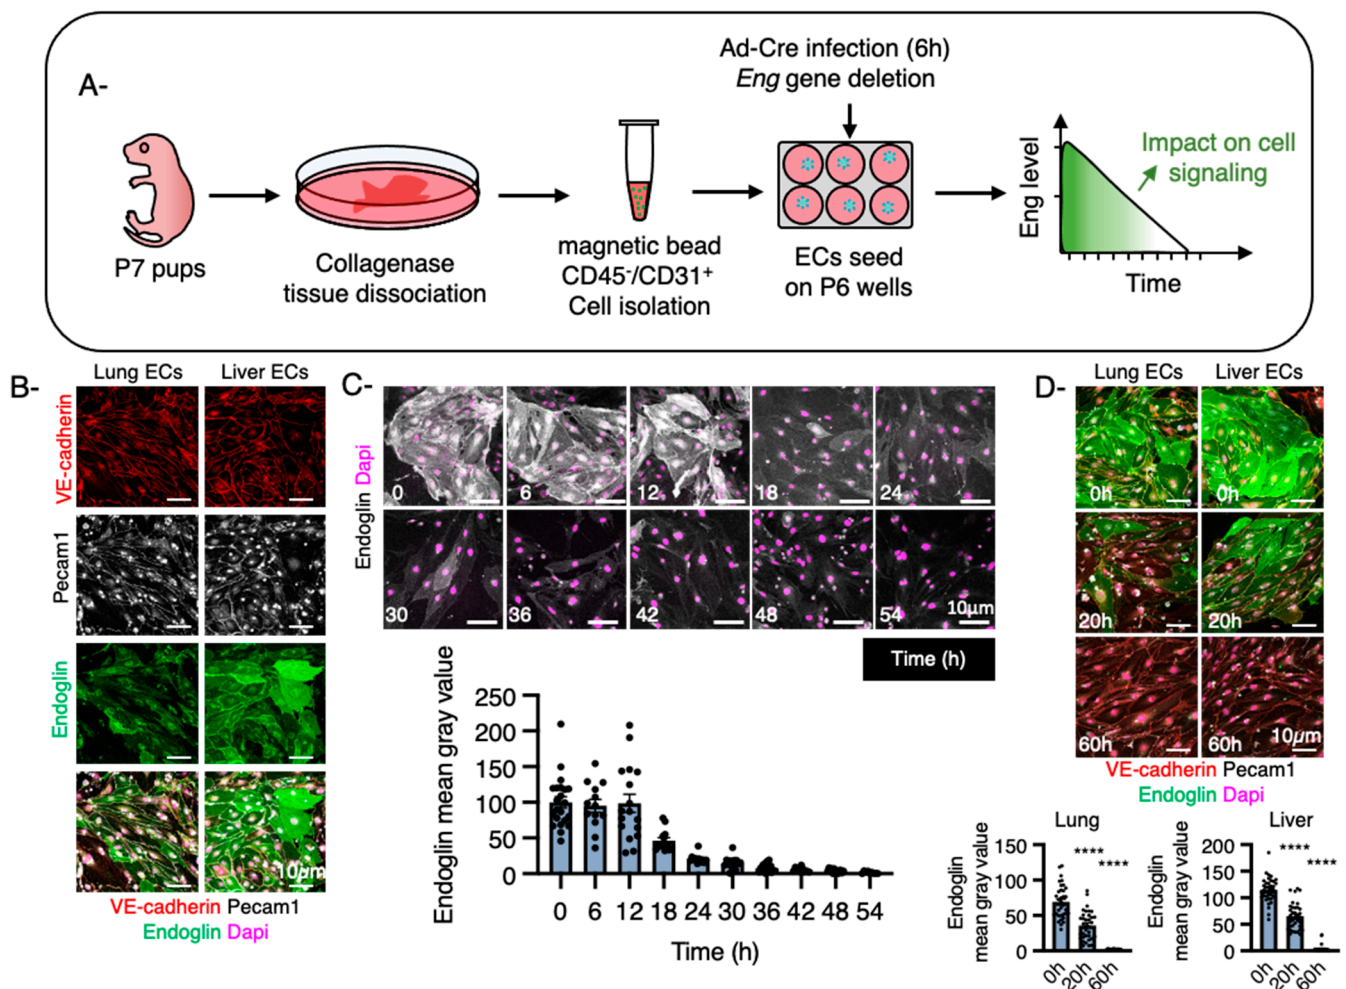 A-
Ad-Cre infection (6h)
Eng gene deletion
P7 pups
Collagenase
tissue dissociation
magnetic bead
CD45⁻/CD31⁺
Cell isolation
ECs seed
on P6 wells
Eng level
Impact on cell
signaling
Time
B-
Lung ECs
Liver ECs
VE-cadherin
Pecam1
Endoglin
10µm
VE-cadherin Pecam1
Endoglin Dapi
C-
Endoglin Dapi
0
6
12
18
24
30
36
42
48
54
10µm
Time (h)
Endoglin mean gray value
250
200
150
100
50
0
0 6 12 18 24 30 36 42 48 54
Time (h)
D-
Lung ECs
Liver ECs
0h
0h
20h
20h
60h
60h
10µm
VE-cadherin Pecam1
Endoglin Dapi
Lung
Endoglin
mean gray value
150
100
50
0
****
****
0h
20h
60h
Liver
Endoglin
mean gray value
200
150
100
50
0
****
****
0h
20h
60h